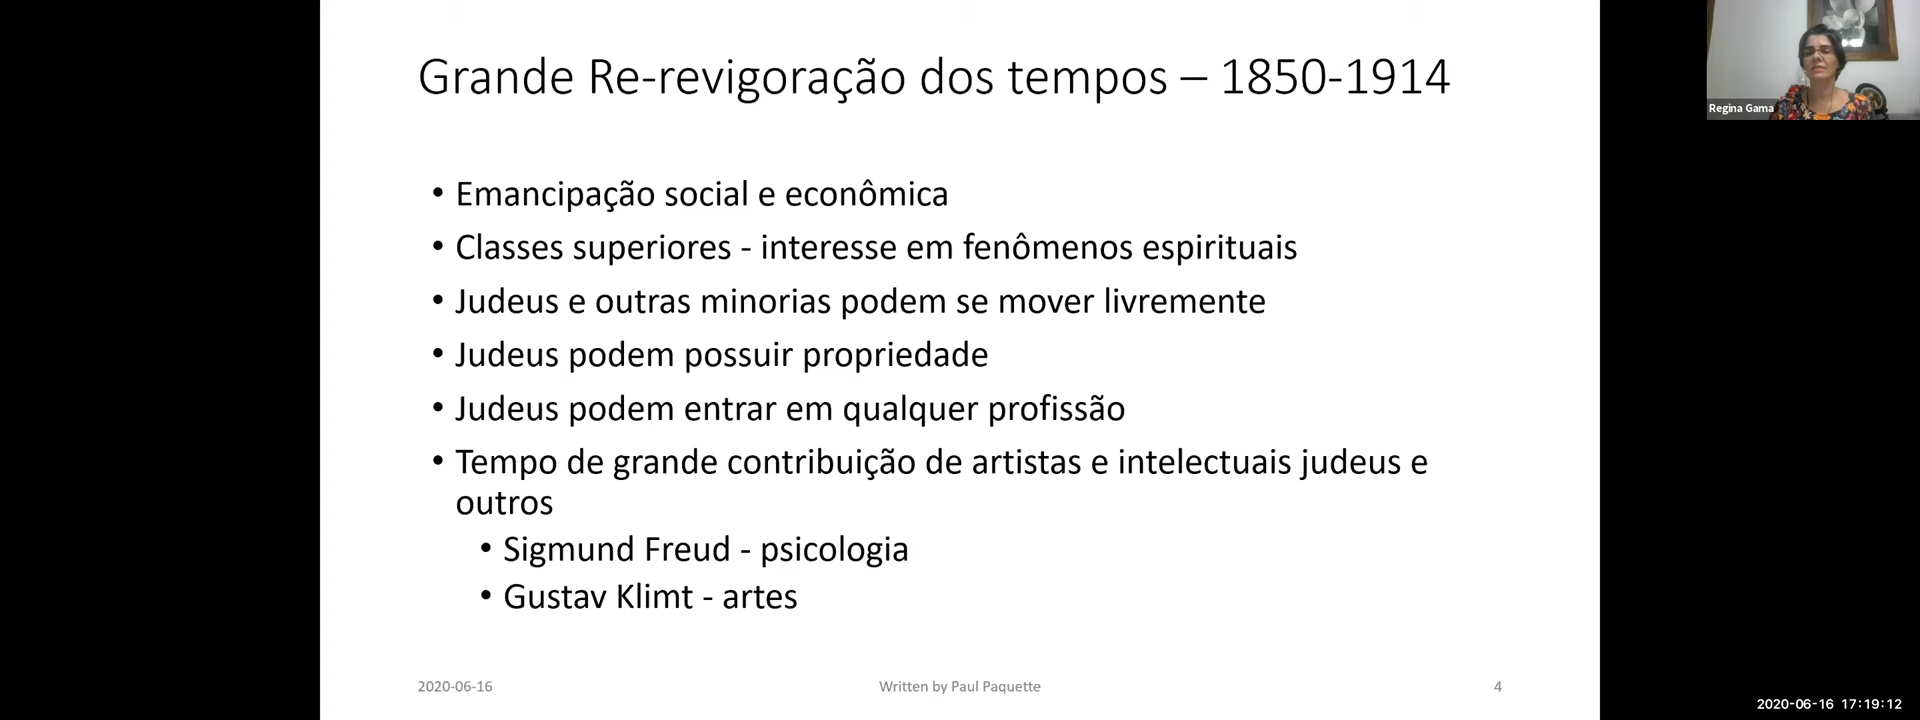 Grande Re-revigoração dos tempos – 1850-1914
• Emancipação social e econômica
• Classes superiores - interesse em fenômenos espirituais
• Judeus e outras minorias podem se mover livremente
• Judeus podem possuir propriedade
• Judeus podem entrar em qualquer profissão
• Tempo de grande contribuição de artistas e intelectuais judeus e
outros
• Sigmund Freud - psicologia
• Gustav Klimt - artes
2020-06-16
Written by Paul Paquette
4
Regina Gama
2020-06-16 17:19:12